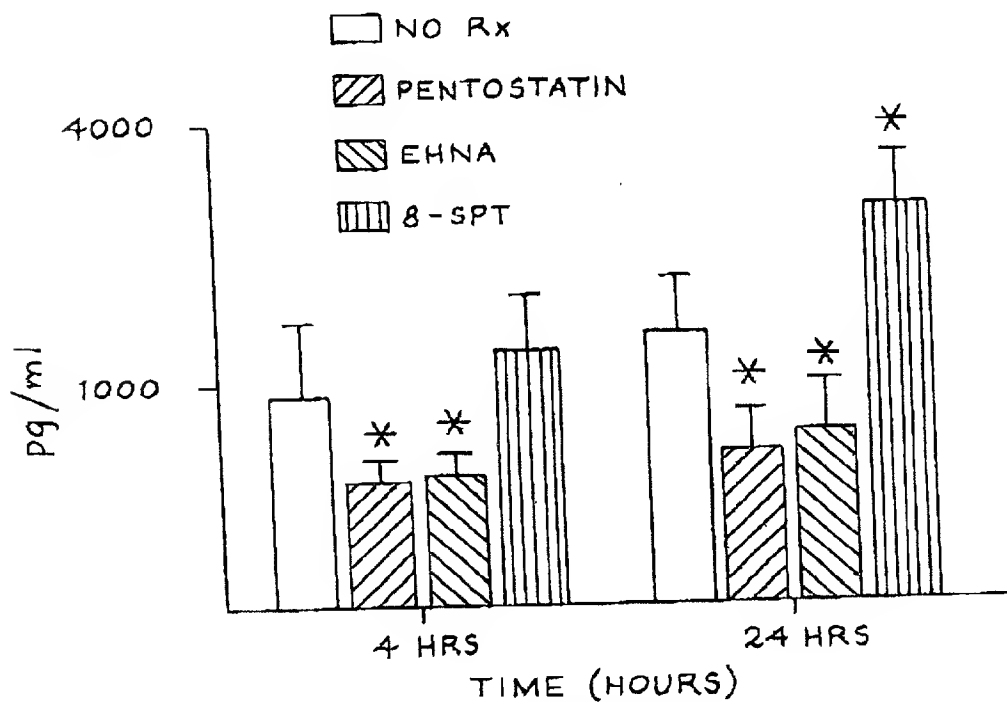 NO Rx
PENTOSTATIN
EHNA
8-SPT
4000
1000
pg/ml
* * * * *
4 HRS 24 HRS
TIME (HOURS)